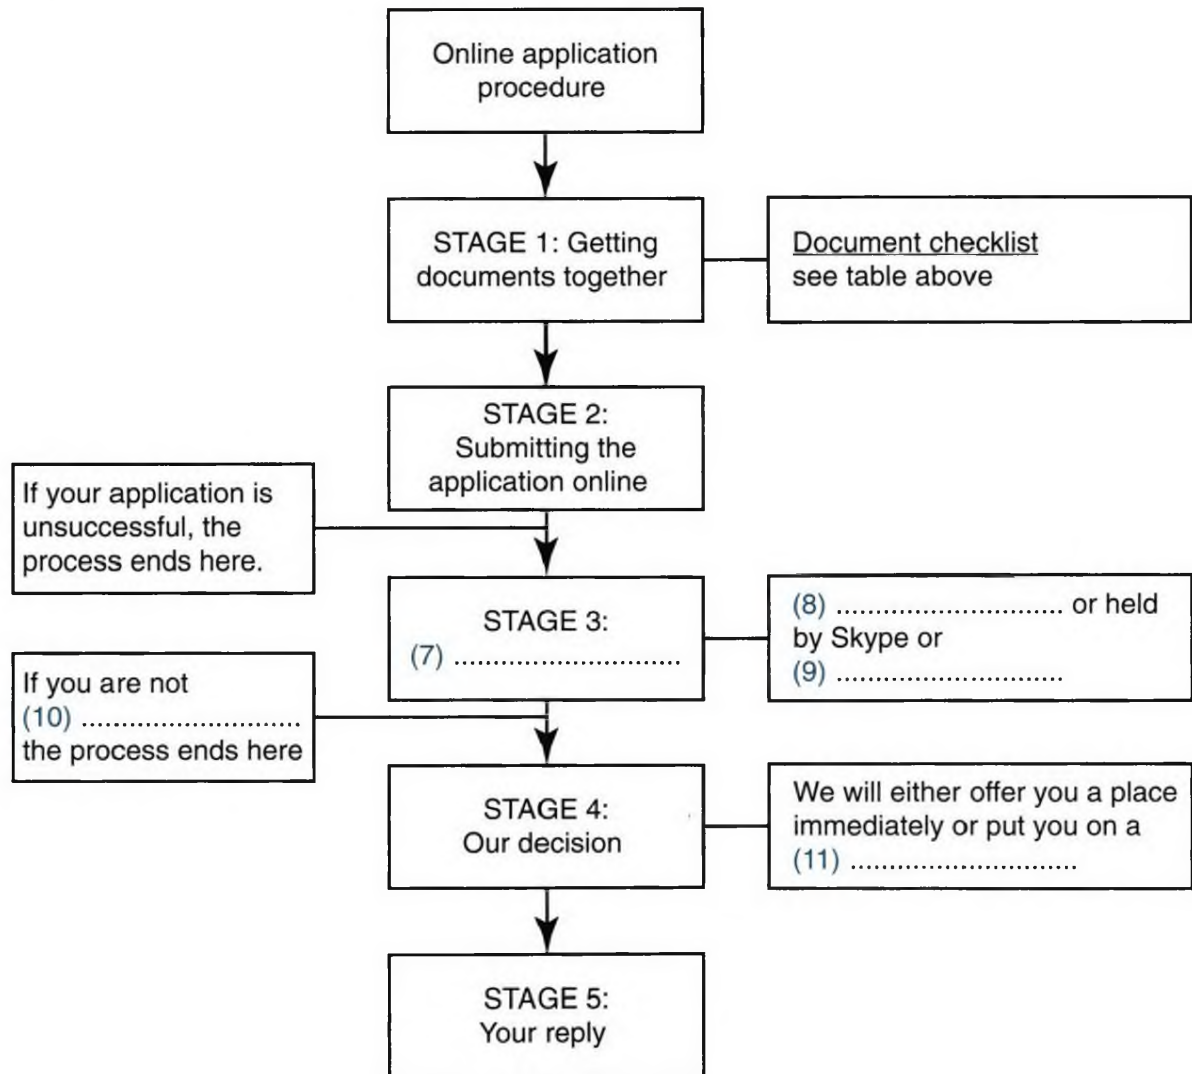 Online application
procedure
STAGE 1: Getting
documents together
Document checklist
see table above
STAGE 2:
Submitting the
application online
If your application is
unsuccessful, the
process ends here.
STAGE 3:
(7) ..............................
(8) .............................. or held
by Skype or
(9) ..............................
If you are not
(10) .............................
the process ends here
STAGE 4:
Our decision
We will either offer you a place
immediately or put you on a
(11) .............................
STAGE 5:
Your reply